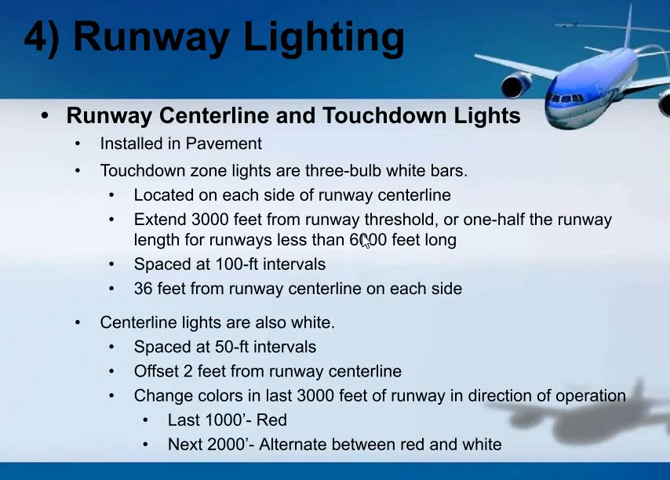 4) Runway Lighting
• Runway Centerline and Touchdown Lights
• Installed in Pavement
• Touchdown zone lights are three-bulb white bars.
• Located on each side of runway centerline
• Extend 3000 feet from runway threshold, or one-half the runway
length for runways less than 6000 feet long
• Spaced at 100-ft intervals
• 36 feet from runway centerline on each side
• Centerline lights are also white.
• Spaced at 50-ft intervals
• Offset 2 feet from runway centerline
• Change colors in last 3000 feet of runway in direction of operation
• Last 1000’- Red
• Next 2000’- Alternate between red and white